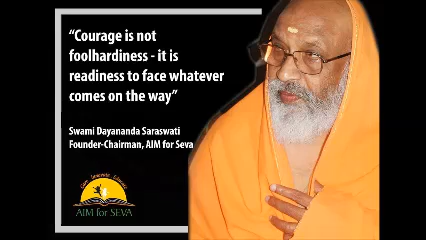 “Courage is not
foolhardiness - it is
readiness to face whatever
comes on the way”
Swami Dayananda Saraswati
Founder-Chairman, AIM for Seva
AIM for SEVA